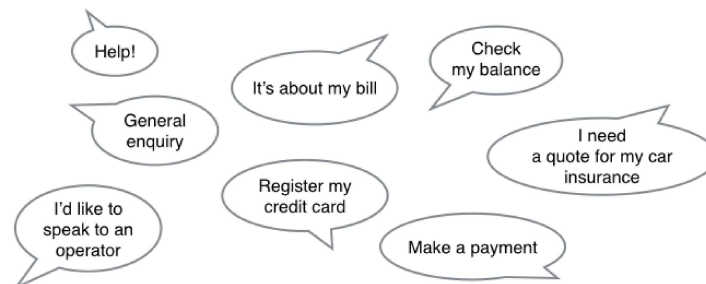 Help!
It's about my bill
Check
my balance
General
enquiry
I need
a quote for my car
insurance
Register my
credit card
I'd like to
speak to an
operator
Make a payment